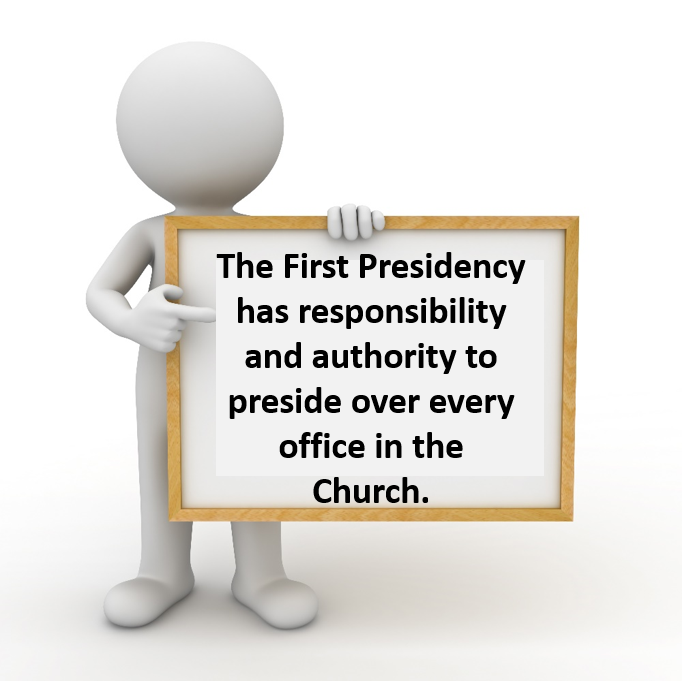 The First Presidency
has responsibility
and authority to
preside over every
office in the
Church.